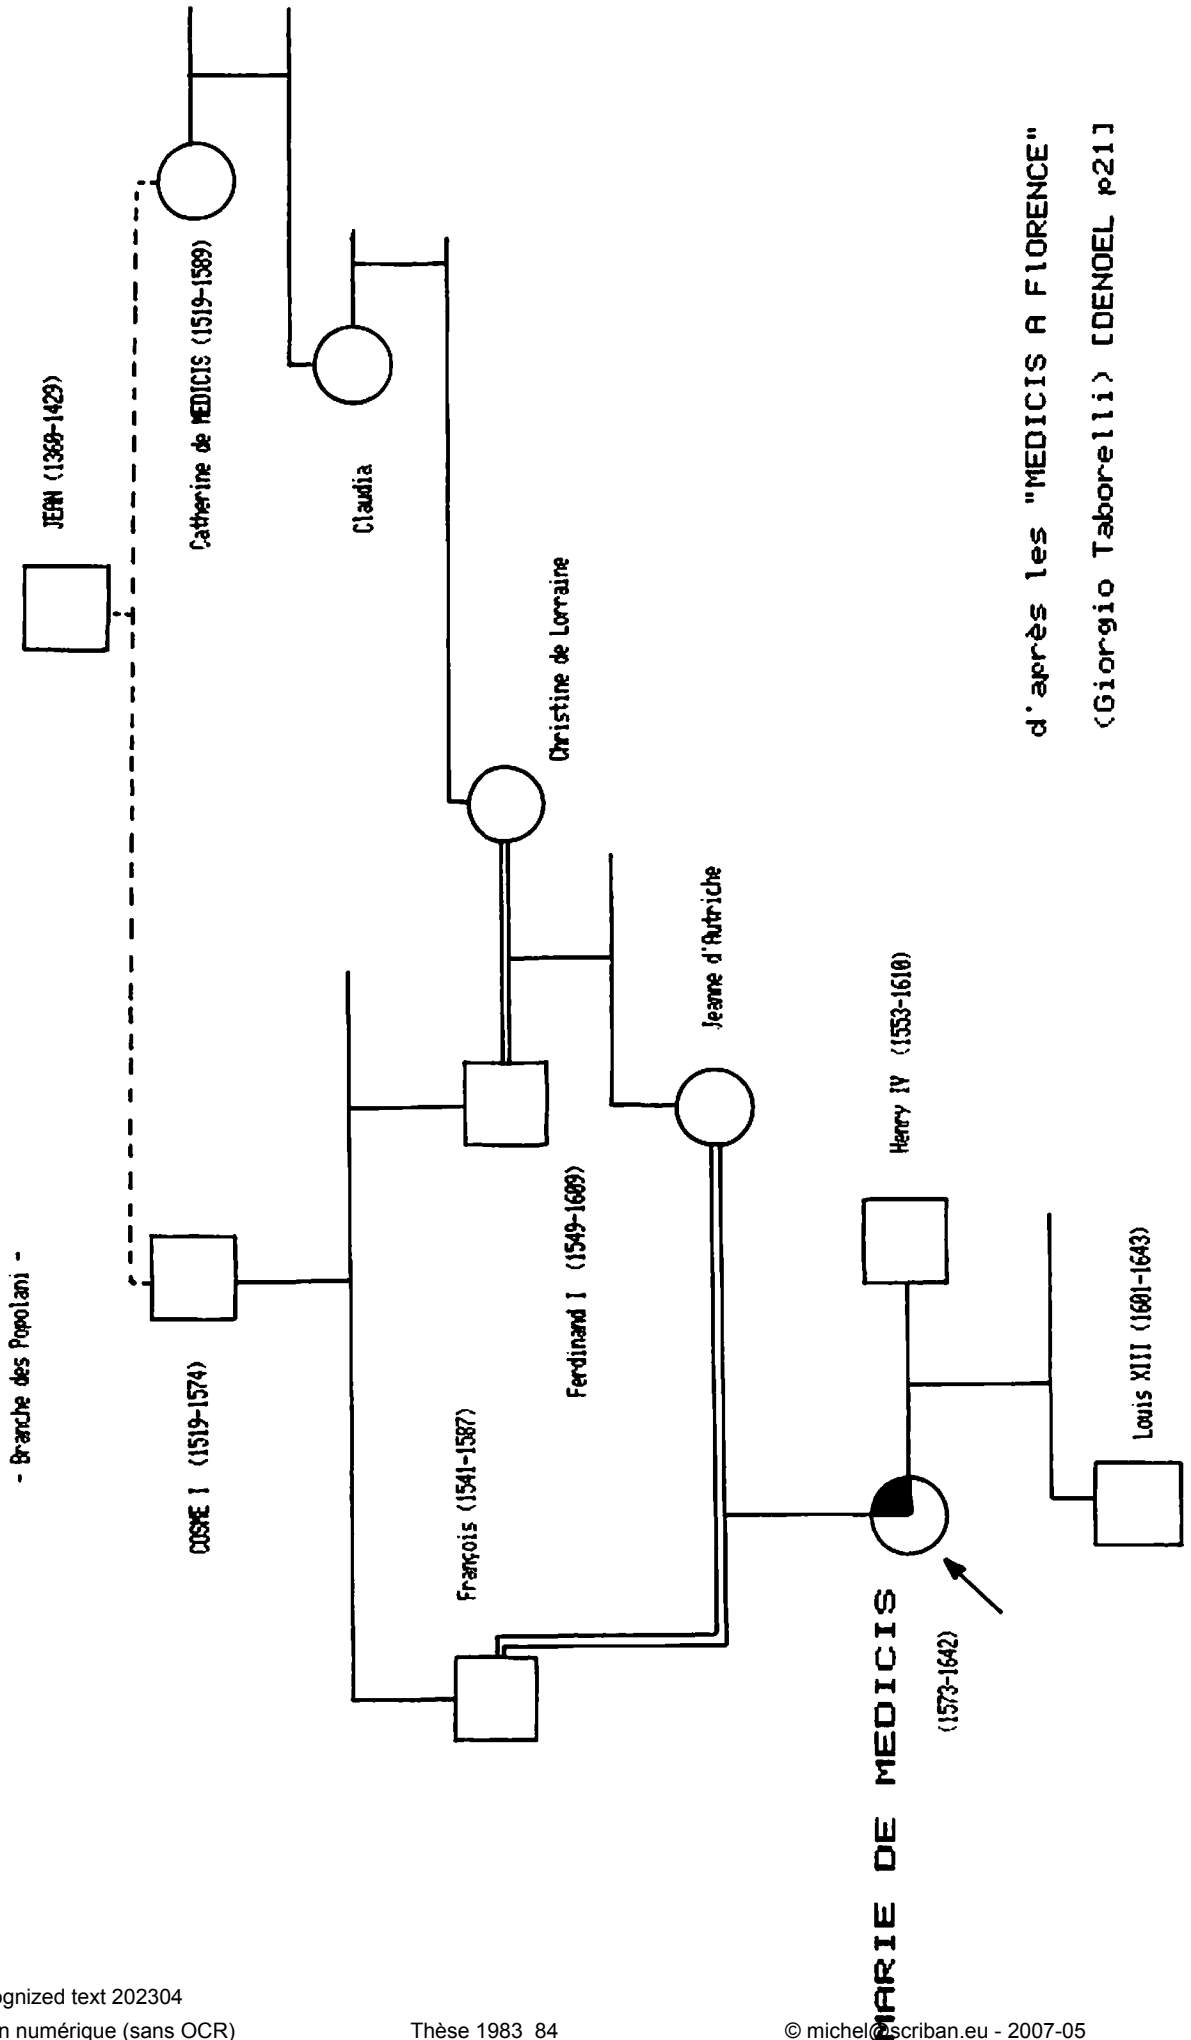 - Branche des Popolani -
JEAN (1360-1429)
COSME I (1519-1574)
Catherine de MEDICIS (1519-1589)
Claudia
François (1541-1587)
Ferdinand I (1549-1609)
Christine de Lorraine
Jeanne d'Autriche
MARIE DE MEDICIS
(1573-1642)
Henry IV (1553-1610)
Louis XIII (1601-1643)
d'après les "MEDICIS A FlORENCE"
(Giorgio Taborelli) [DENOEL p21]
ognized text 202304
n numérique (sans OCR)
Thèse 1983 84
© michel@escriban.eu - 2007-05